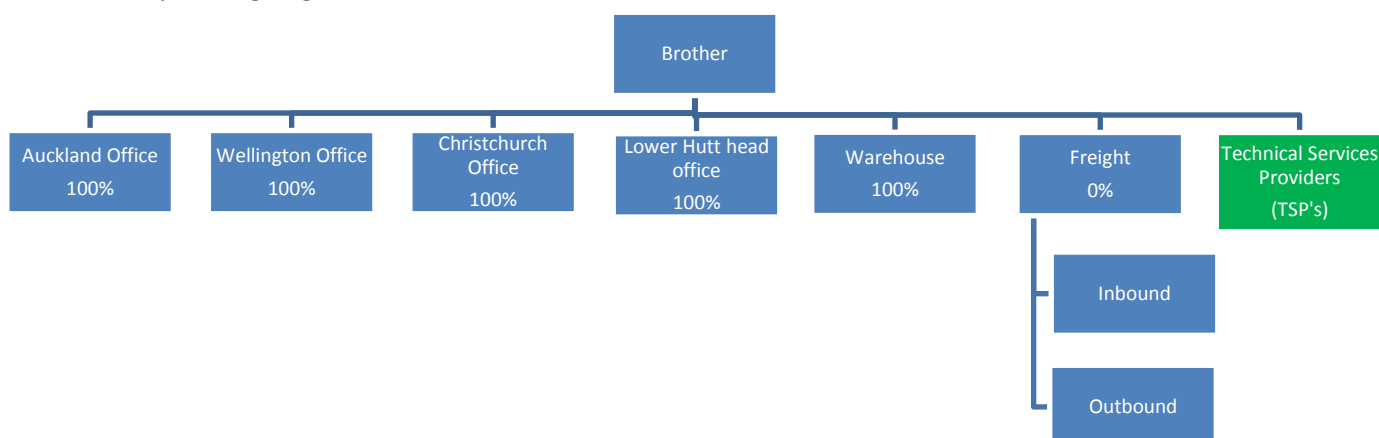 Brother
Auckland Office
100%
Wellington Office
100%
Christchurch
Office
100%
Lower Hutt head
office
100%
Warehouse
100%
Freight
0%
Technical Services
Providers
(TSP's)
Inbound
Outbound